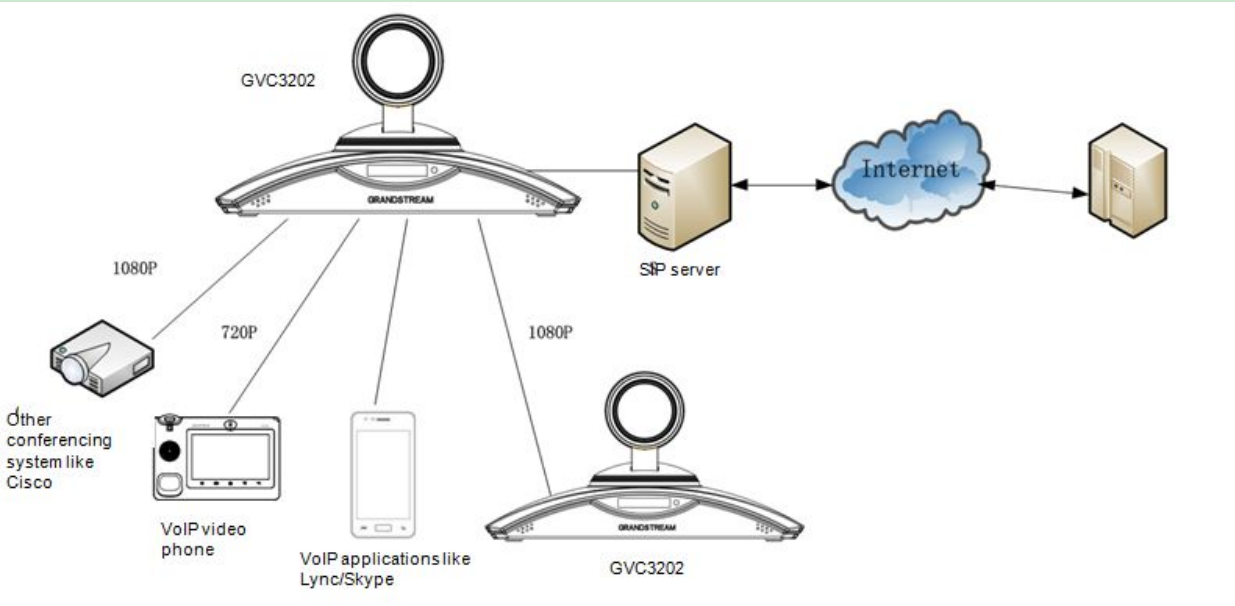 GVC3202
GRANDSTREAM
Internet
SIP server
1080P
720P
1080P
Other
conferencing
system like
Cisco
VoIP video
phone
VoIP applications like
Lync/Skype
GRANDSTREAM
GVC3202